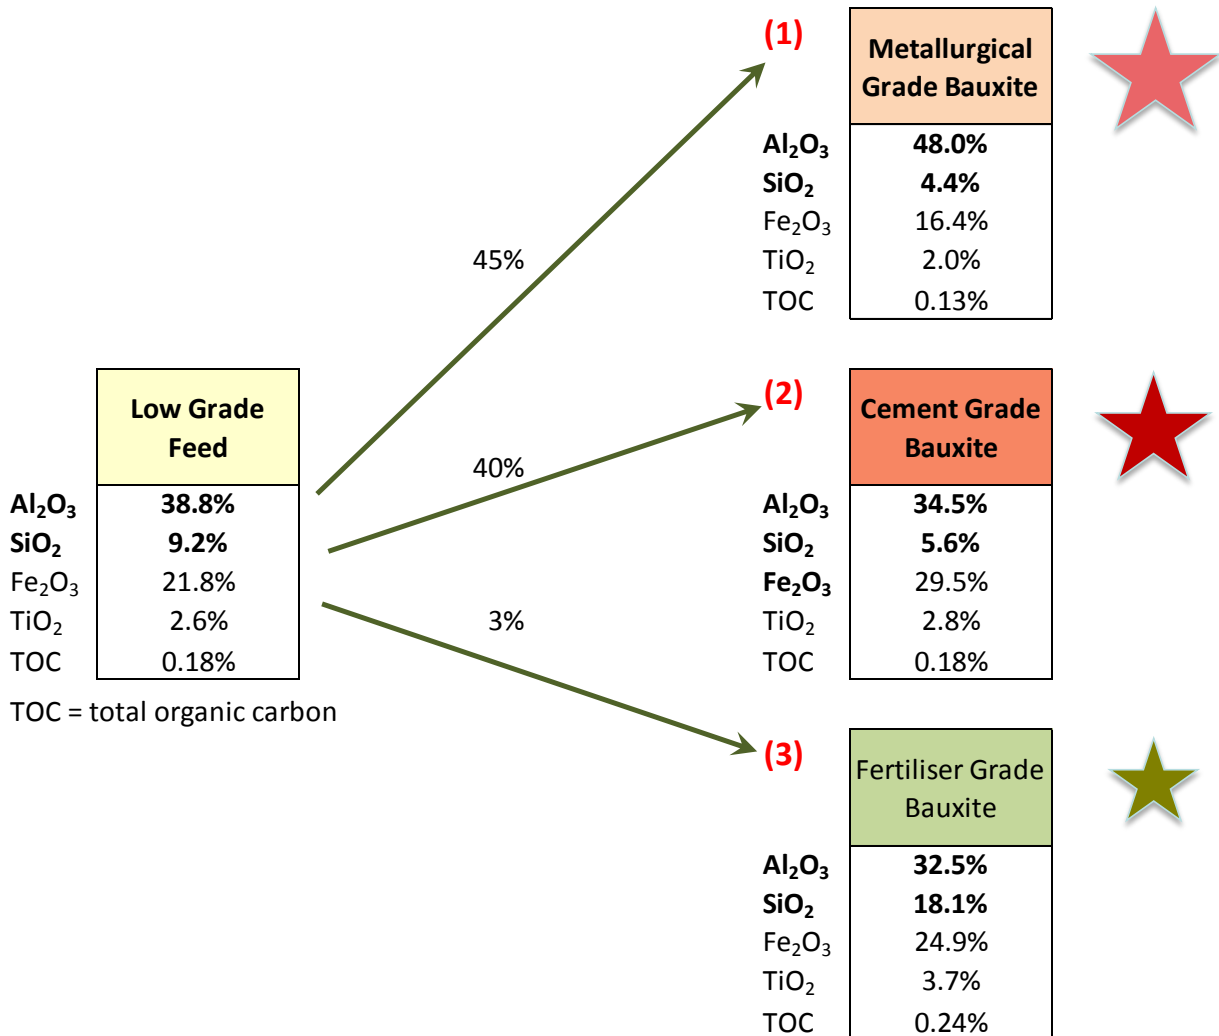 (1)
Metallurgical
Grade Bauxite
Al₂O₃ 48.0%
SiO₂ 4.4%
Fe₂O₃ 16.4%
TiO₂ 2.0%
TOC 0.13%
45%
Low Grade
Feed
Al₂O₃ 38.8%
SiO₂ 9.2%
Fe₂O₃ 21.8%
TiO₂ 2.6%
TOC 0.18%
TOC = total organic carbon
40%
(2)
Cement Grade
Bauxite
Al₂O₃ 34.5%
SiO₂ 5.6%
Fe₂O₃ 29.5%
TiO₂ 2.8%
TOC 0.18%
3%
(3)
Fertiliser Grade
Bauxite
Al₂O₃ 32.5%
SiO₂ 18.1%
Fe₂O₃ 24.9%
TiO₂ 3.7%
TOC 0.24%